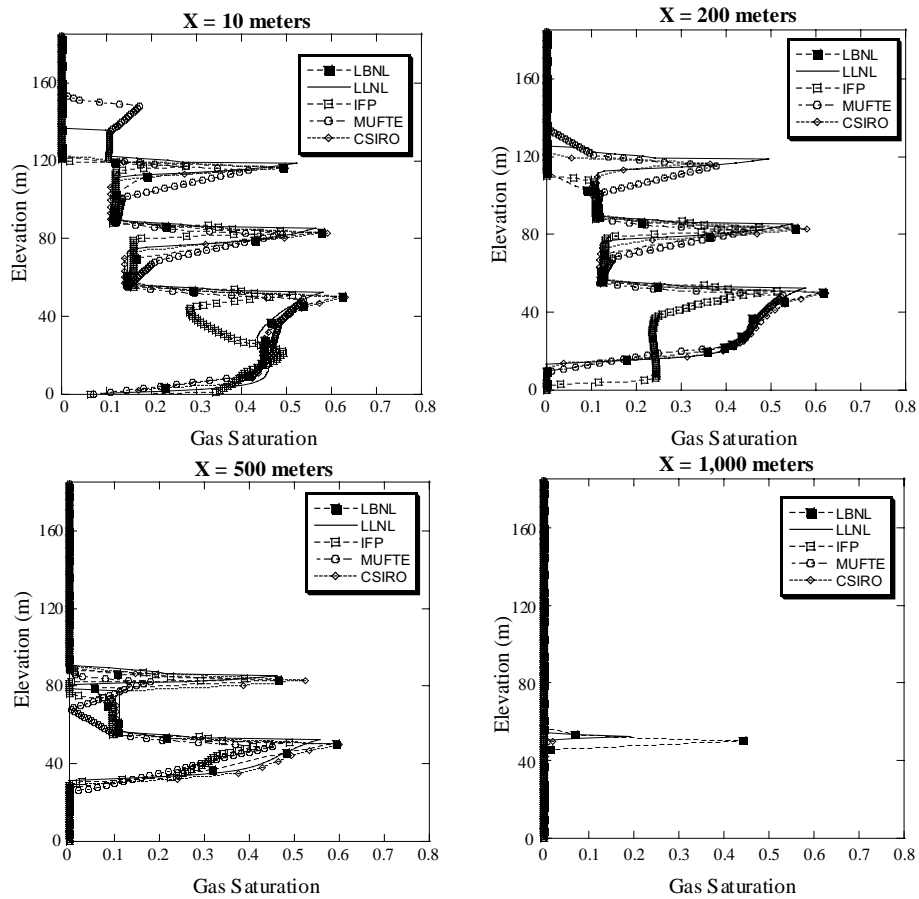 X = 10 meters
160
120
80
40
0
Elevation (m)
LBNL
LLNL
IFP
MUFTE
CSIRO
0 0.1 0.2 0.3 0.4 0.5 0.6 0.7 0.8
Gas Saturation
X = 200 meters
160
120
80
40
0
Elevation (m)
LBNL
LLNL
IFP
MUFTE
CSIRO
0 0.1 0.2 0.3 0.4 0.5 0.6 0.7 0.8
Gas Saturation
X = 500 meters
160
120
80
40
0
Elevation (m)
LBNL
LLNL
IFP
MUFTE
CSIRO
0 0.1 0.2 0.3 0.4 0.5 0.6 0.7 0.8
Gas Saturation
X = 1,000 meters
160
120
80
40
0
Elevation (m)
LBNL
LLNL
IFP
MUFTE
CSIRO
0 0.1 0.2 0.3 0.4 0.5 0.6 0.7 0.8
Gas Saturation